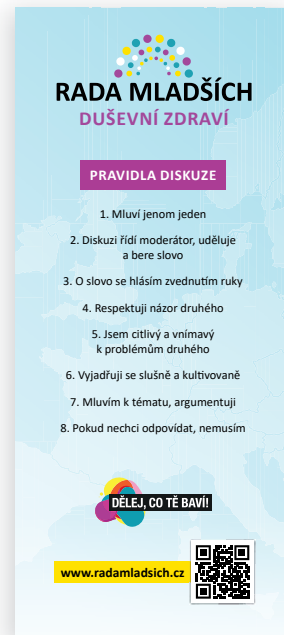 RADA MLADŠÍCH
DUŠEVNÍ ZDRAVÍ
PRAVIDLA DISKUZE
1. Mluví jenom jeden
2. Diskuzi řídí moderátor, uděluje
a bere slovo
3. O slovo se hlásím zvednutím ruky
4. Respektuji názor druhého
5. Jsem citlivý a vnímavý
k problémům druhého
6. Vyjadřuji se slušně a kultivovaně
7. Mluvím k tématu, argumentuji
8. Pokud nechci odpovídat, nemusím
DĚLEJ, CO TĚ BAVÍ!
www.radamladsich.cz